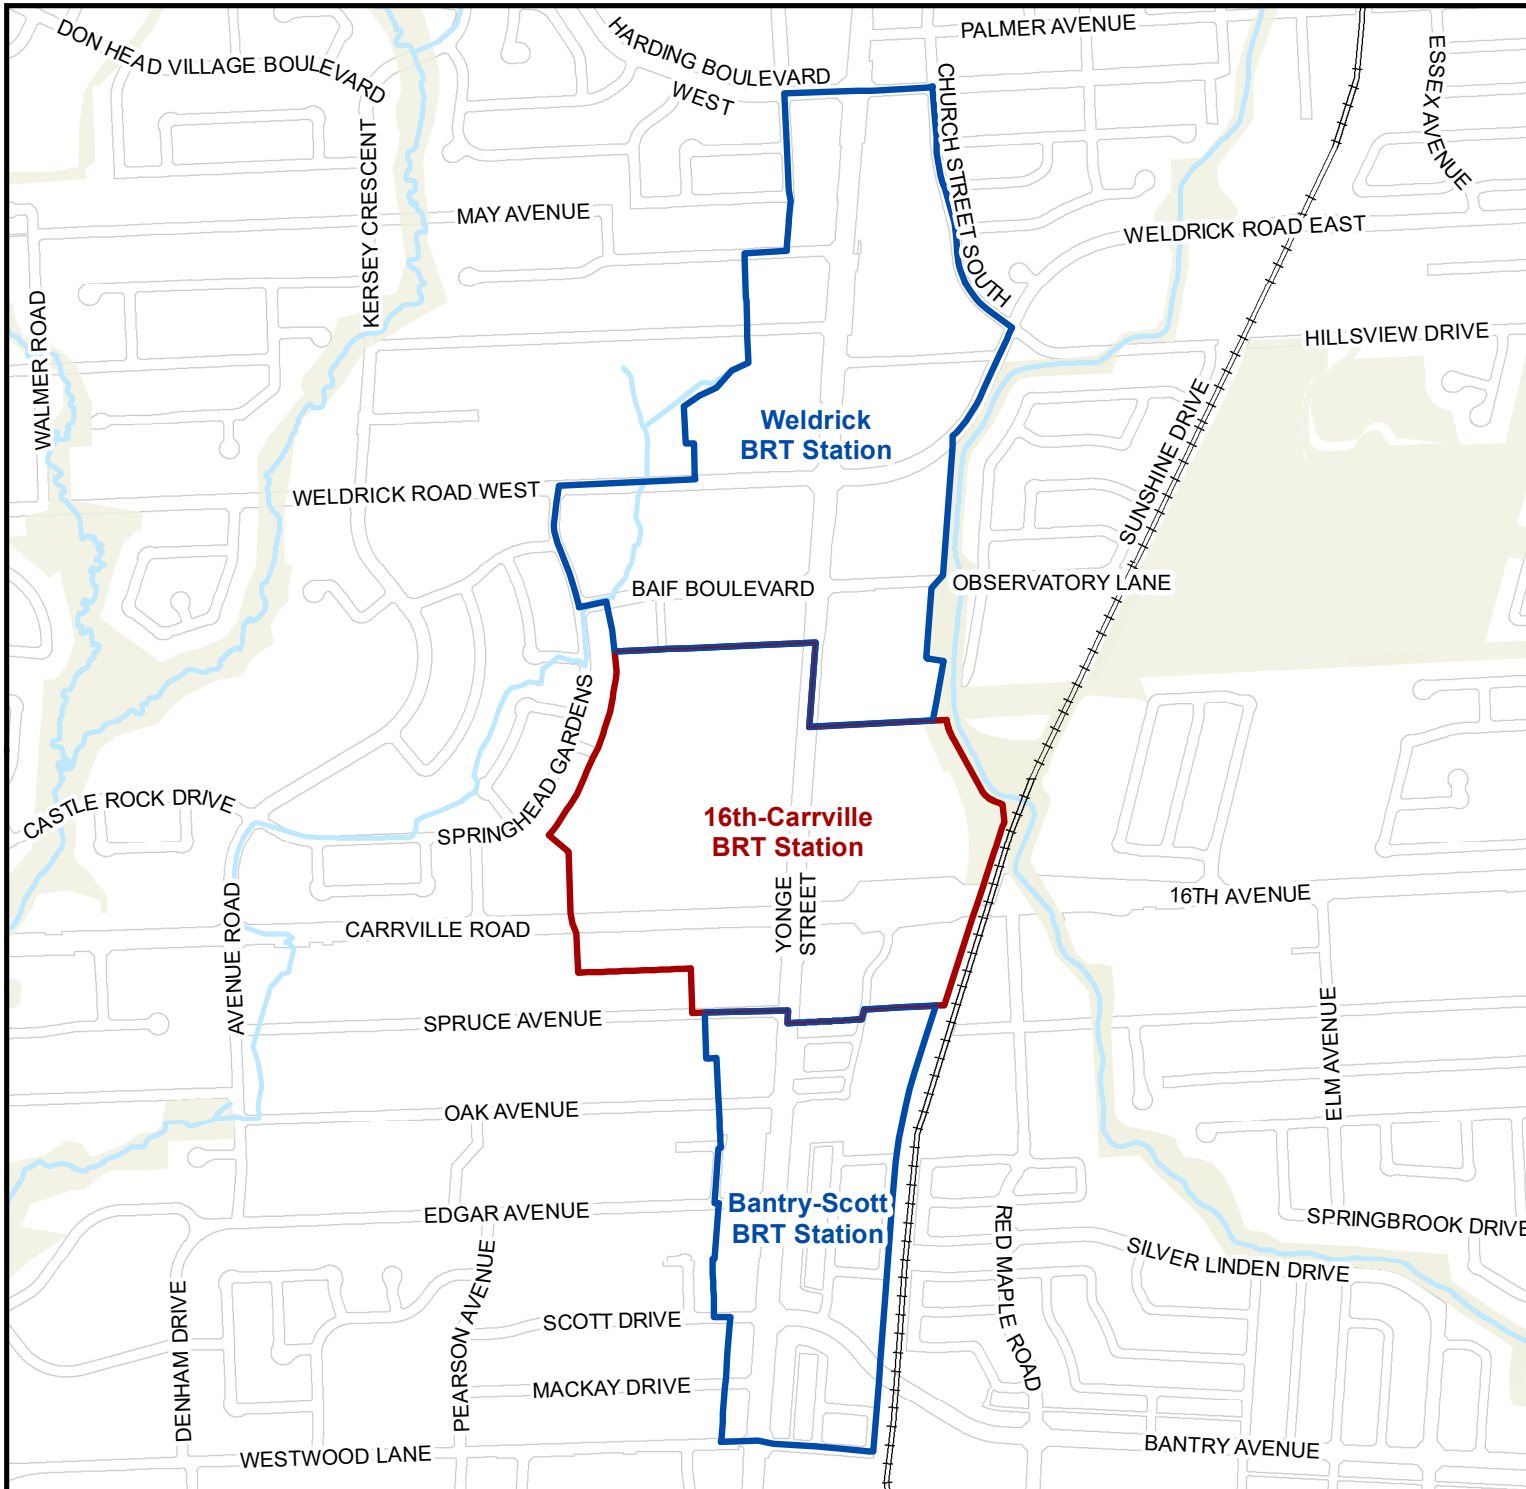 PALMER AVENUE
HARDING BOULEVARD
WEST
DON HEAD VILLAGE BOULEVARD
ESSEX AVENUE
CHURCH STREET SOUTH
KERSEY CRESCENT
MAY AVENUE
WELDRICK ROAD EAST
WALMER ROAD
HILLSVIEW DRIVE
Weldrick
BRT Station
SUNSHINE DRIVE
WELDRICK ROAD WEST
BAIF BOULEVARD
OBSERVATORY LANE
SPRINGHEAD GARDENS
CASTLE ROCK DRIVE
16th-Carrville
BRT Station
YONGE
STREET
16TH AVENUE
AVENUE ROAD
CARRVILLE ROAD
SPRUCE AVENUE
ELM AVENUE
OAK AVENUE
Bantry-Scott
BRT Station
EDGAR AVENUE
SPRINGBROOK DRIVE
RED MAPLE ROAD
SILVER LINDEN DRIVE
PEARSON AVENUE
DENHAM DRIVE
SCOTT DRIVE
MACKAY DRIVE
WESTWOOD LANE
BANTRY AVENUE